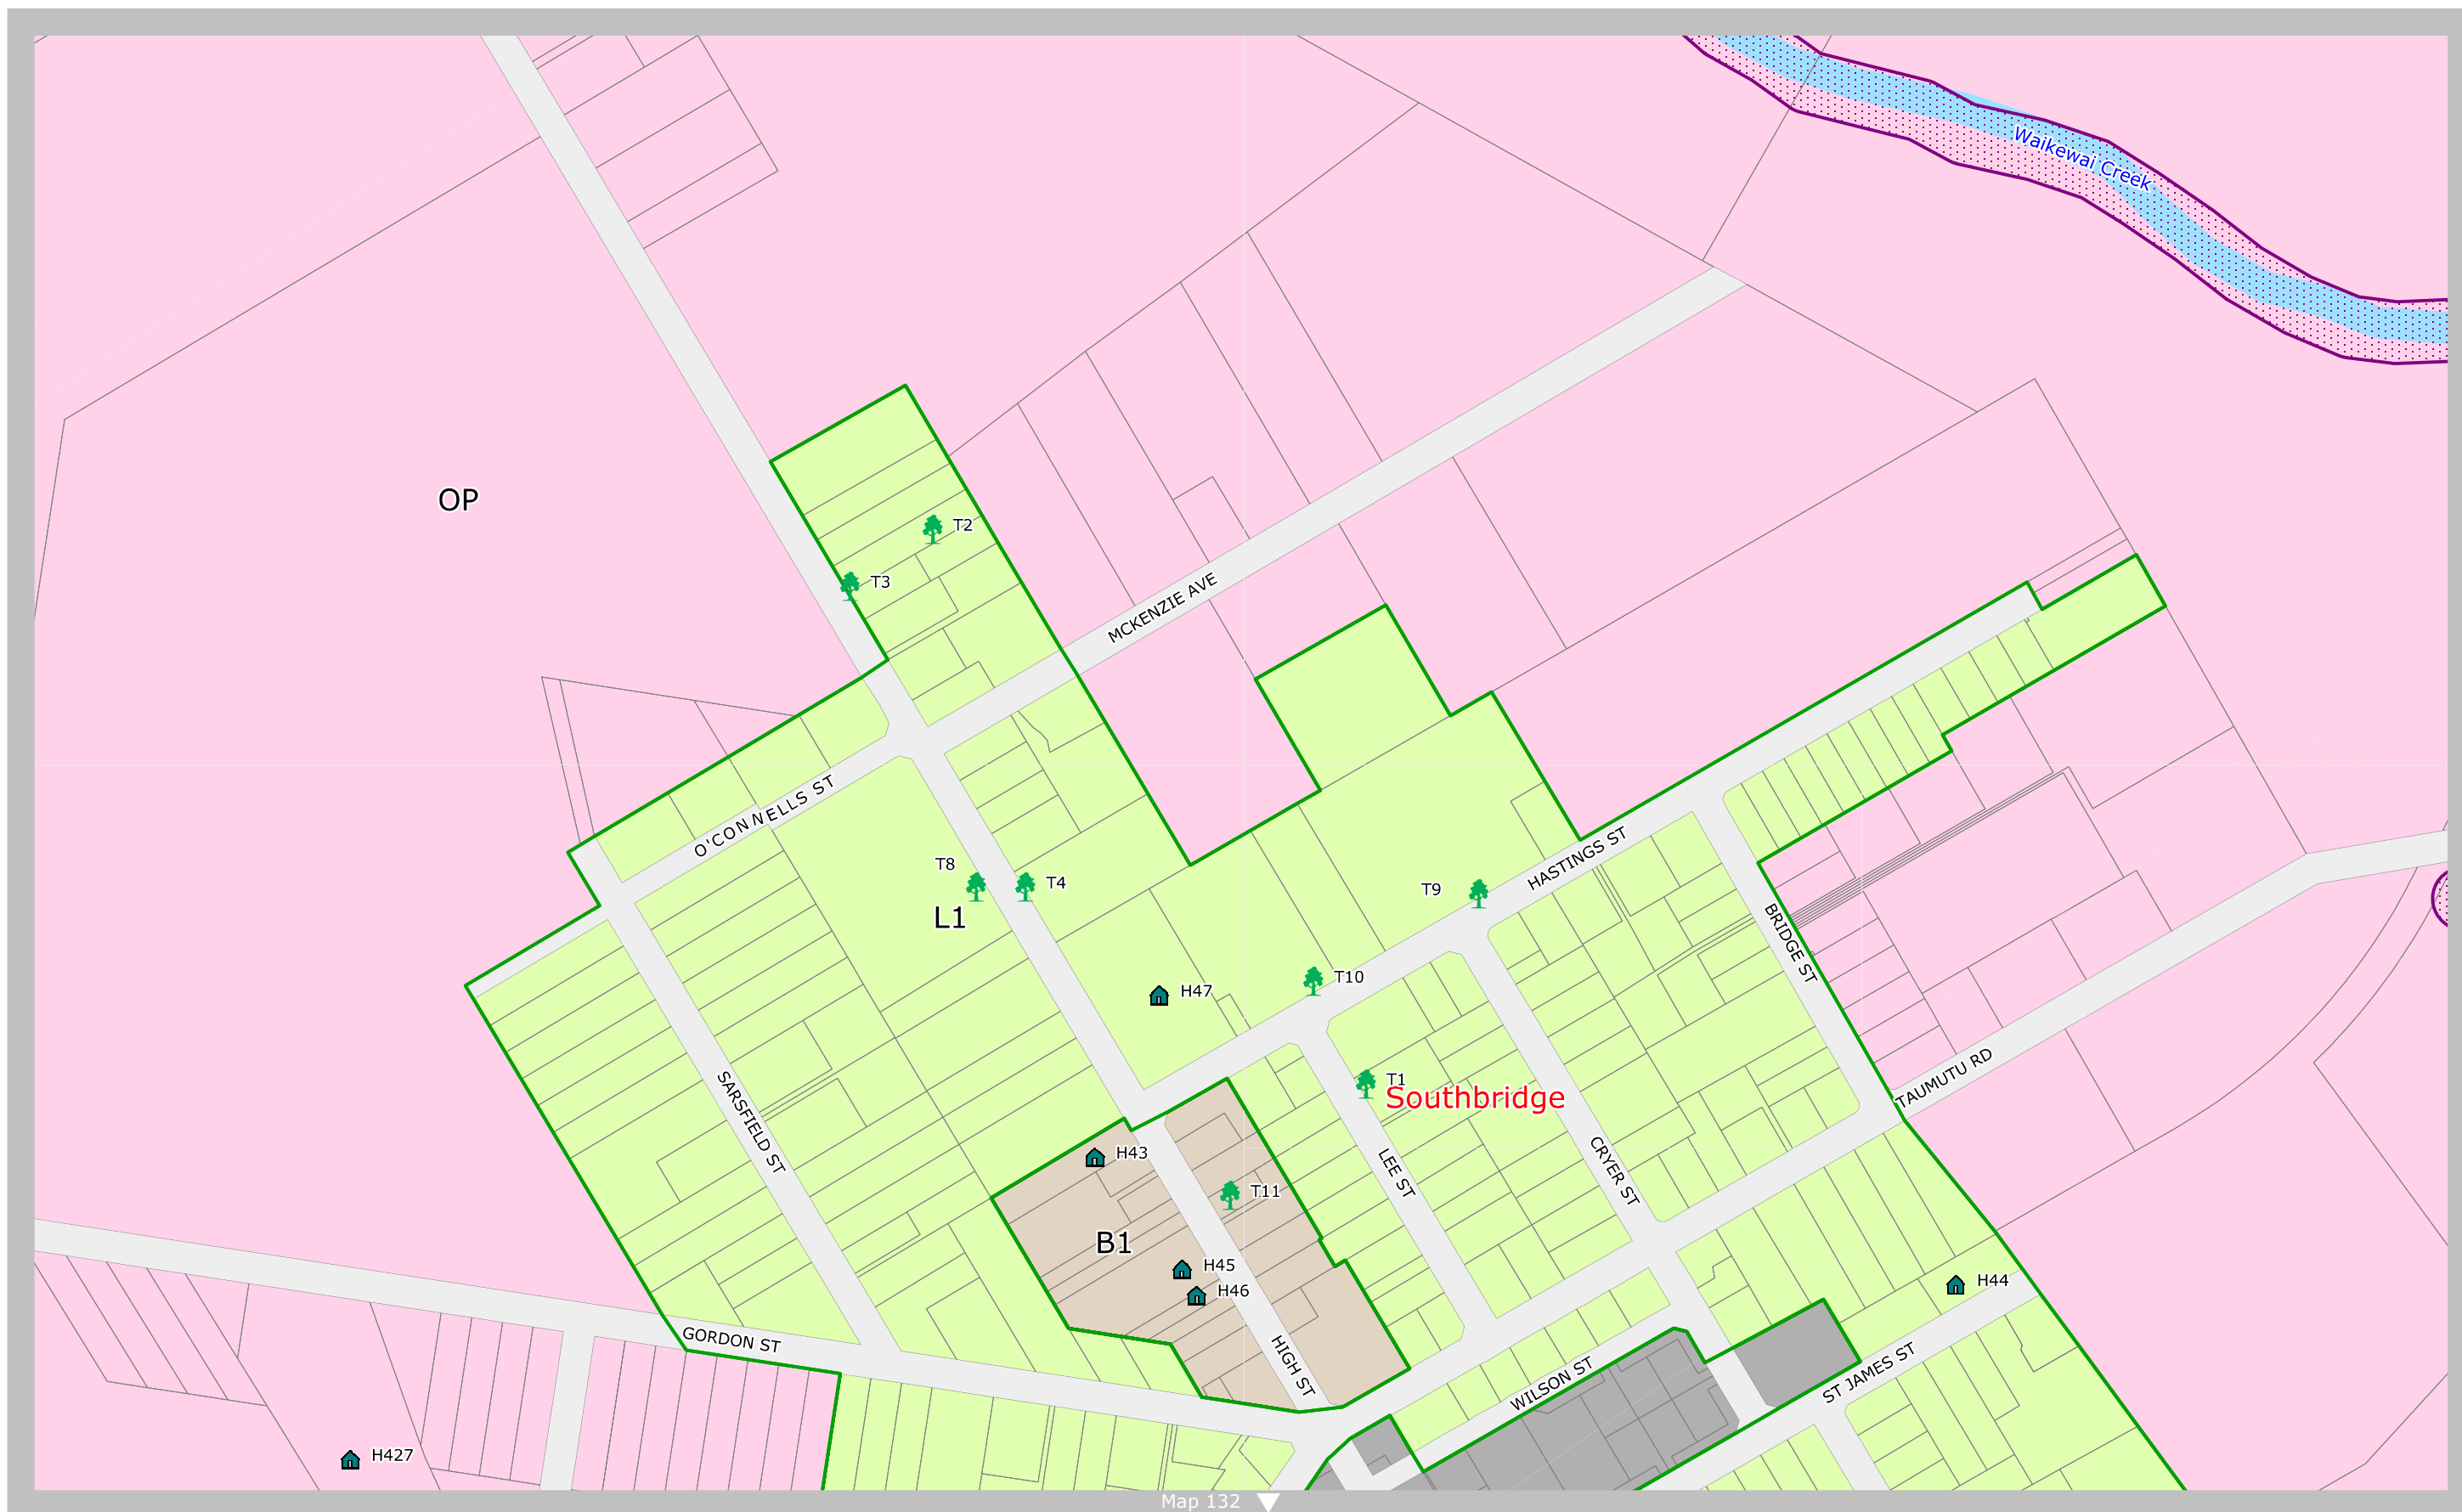 Waikewai Creek
OP
T2
T3
MCKENZIE AVE
O'CONNELLS ST
T8
T4
L1
T9
HASTINGS ST
BRIDGE ST
T10
H47
T1
Southbridge
TAUMUTU RD
SARSFIELD ST
H43
T11
LEE ST
CRYER ST
B1
H45
H46
H44
GORDON ST
HIGH ST
WILSON ST
ST JAMES ST
H427
Map 132